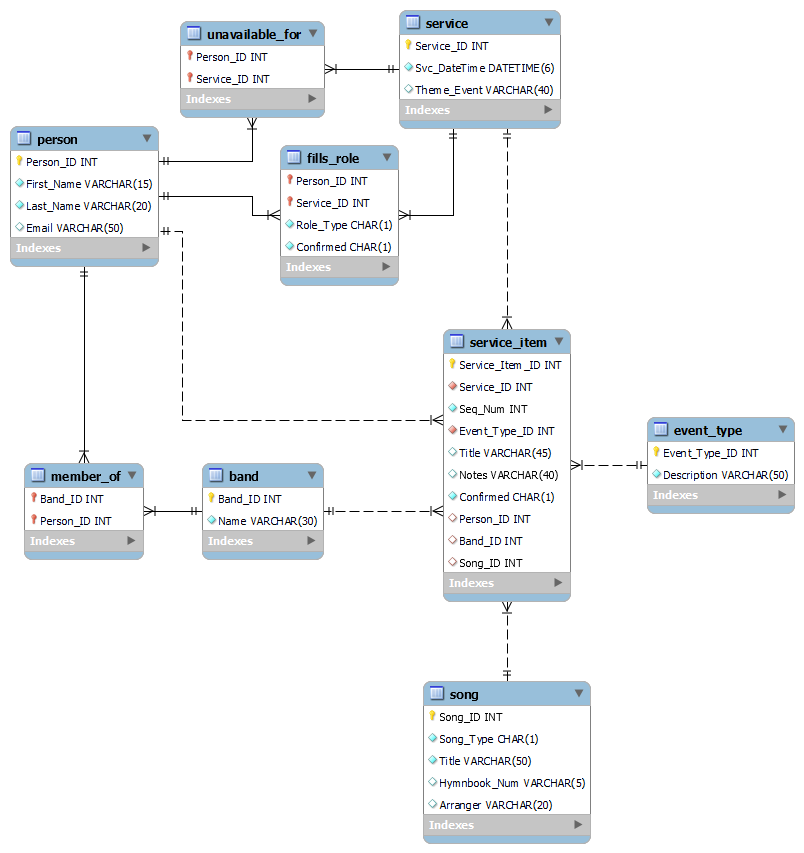 unavailable_for
Person_ID INT
Service_ID INT
Indexes
service
Service_ID INT
Svc_DateTime DATETIME(6)
Theme_Event VARCHAR(40)
Indexes
person
Person_ID INT
First_Name VARCHAR(15)
Last_Name VARCHAR(20)
Email VARCHAR(50)
Indexes
fills_role
Person_ID INT
Service_ID INT
Role_Type CHAR(1)
Confirmed CHAR(1)
Indexes
service_item
Service_Item_ID INT
Service_ID INT
Seq_Num INT
Event_Type_ID INT
Title VARCHAR(45)
Notes VARCHAR(40)
Confirmed CHAR(1)
Person_ID INT
Band_ID INT
Song_ID INT
Indexes
event_type
Event_Type_ID INT
Description VARCHAR(50)
Indexes
member_of
Band_ID INT
Person_ID INT
Indexes
band
Band_ID INT
Name VARCHAR(30)
Indexes
song
Song_ID INT
Song_Type CHAR(1)
Title VARCHAR(50)
Hymnbook_Num VARCHAR(5)
Arranger VARCHAR(20)
Indexes